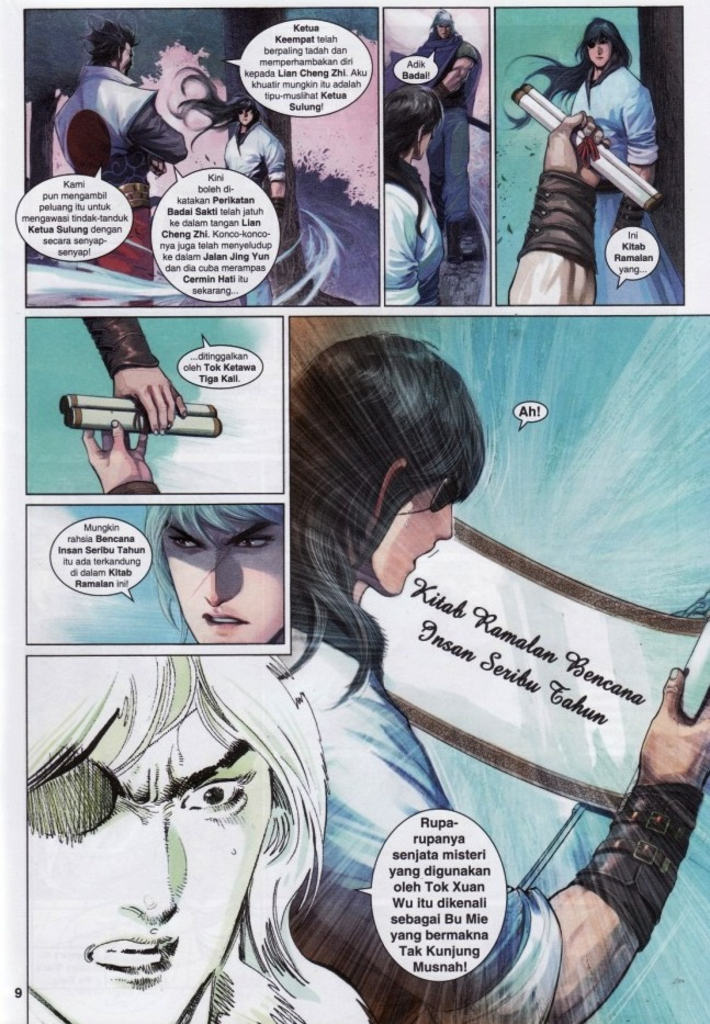 Ketua
Keempat telah
berpaling tadah dan
memperhambakan diri
kepada Lian Cheng Zhi. Aku
khuatir mungkin itu adalah
tipu-muslihat Ketua
Sulung!
Kami
pun mengambil
peluang itu untuk
mengawasi tindak-tanduk
Ketua Sulung dengan
secara senyap-
senyap!
Kini
boleh di-
katakan Perikatan
Badai Sakti telah jatuh
ke dalam tangan Lian
Cheng Zhi. Konco-konco-
nya juga telah menyeludup
ke dalam Jalan Jing Yun
dan dia cuba merampas
Cermin Hati itu
sekarang...
Adik
Badai!
Ini
Kitab
Ramalan
yang...
...ditinggalkan
oleh Tok Ketawa
Tiga Kali.
Mungkin
rahsia Bencana
Insan Seribu Tahun
itu ada terkandung
di dalam Kitab
Ramalan ini!
Ah!
Kitab Ramalan Bencana
Insan Seribu Tahun
Rupa-
rupanya
senjata misteri
yang digunakan
oleh Tok Xuan
Wu itu dikenali
sebagai Bu Mie
yang bermakna
Tak Kunjung
Musnah!
9